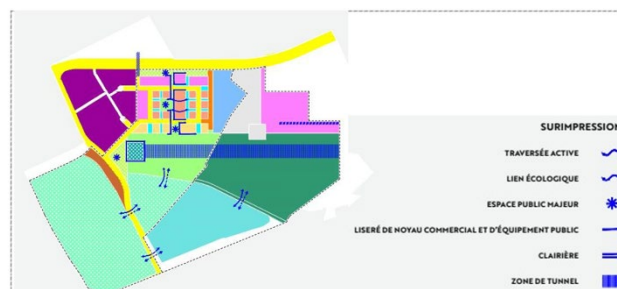 SURIMPRESSION
TRAVERSÉE ACTIVE
LIEN ÉCOLOGIQUE
ESPACE PUBLIC MAJEUR
LISERÉ DE NOYAU COMMERCIAL ET D'ÉQUIPEMENT PUBLIC
CLAIRIÈRE
ZONE DE TUNNEL